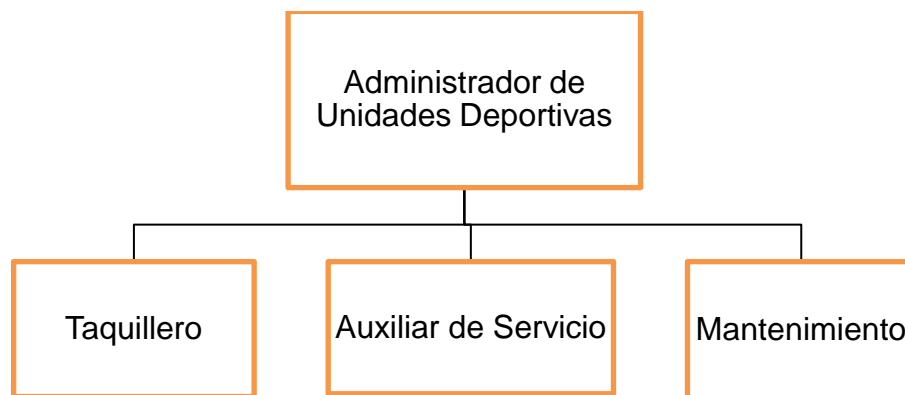 Administrador de
Unidades Deportivas
Taquillero
Auxiliar de Servicio
Mantenimiento